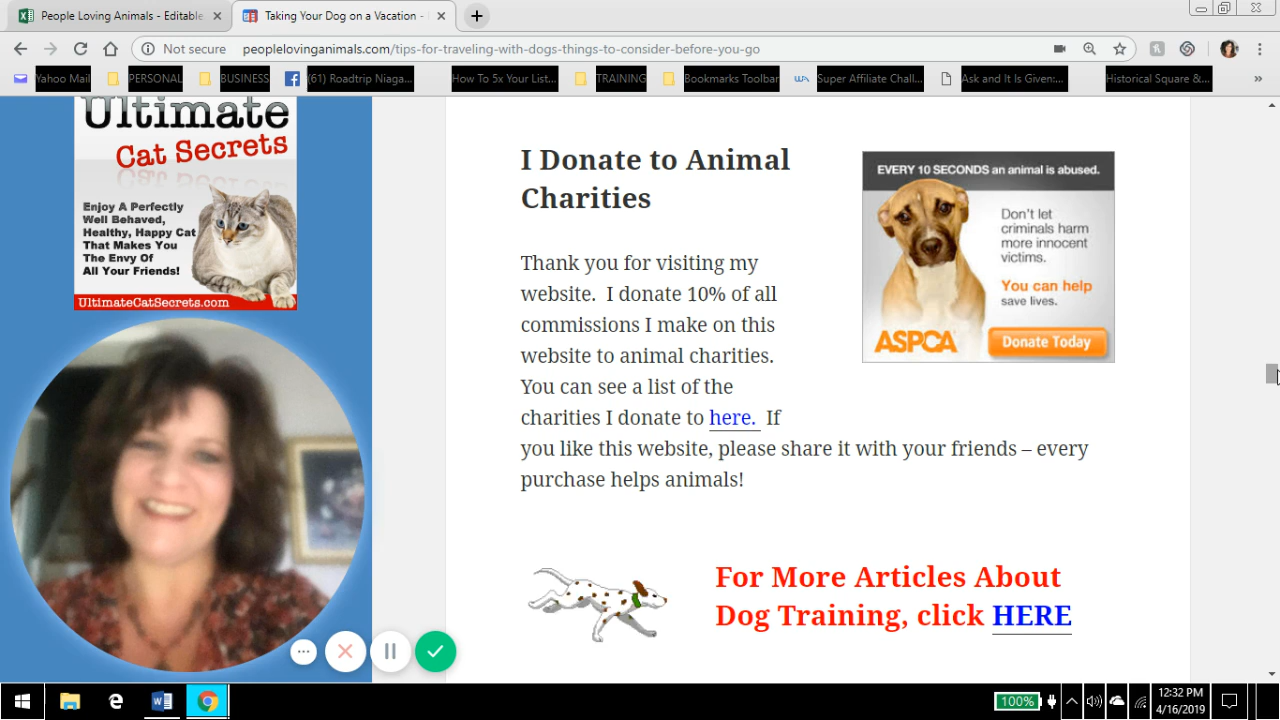 People Loving Animals - Editable
Taking Your Dog on a Vacation -
Not secure
peoplelovinganimals.com/tips-for-traveling-with-dogs-things-to-consider-before-you-go
Yahoo Mail
PERSONAL
BUSINESS
(61) Roadtrip Niaga...
How To 5x Your List...
TRAINING
Bookmarks Toolbar
Super Affiliate Chall...
Ask and It Is Given:...
Historical Square &...
»
Ultimate
Cat Secrets
Enjoy A Perfectly
Well Behaved,
Healthy, Happy Cat
That Makes You
The Envy Of
All Your Friends!
UltimateCatSecrets.com
I Donate to Animal
Charities
Thank you for visiting my
website. I donate 10% of all
commissions I make on this
website to animal charities.
You can see a list of the
charities I donate to here. If
you like this website, please share it with your friends – every
purchase helps animals!
EVERY 10 SECONDS an animal is abused.
Don't let
criminals harm
more innocent
victims.
You can help
save lives.
ASPCA
Donate Today
For More Articles About
Dog Training, click HERE
100%
12:32 PM
4/16/2019